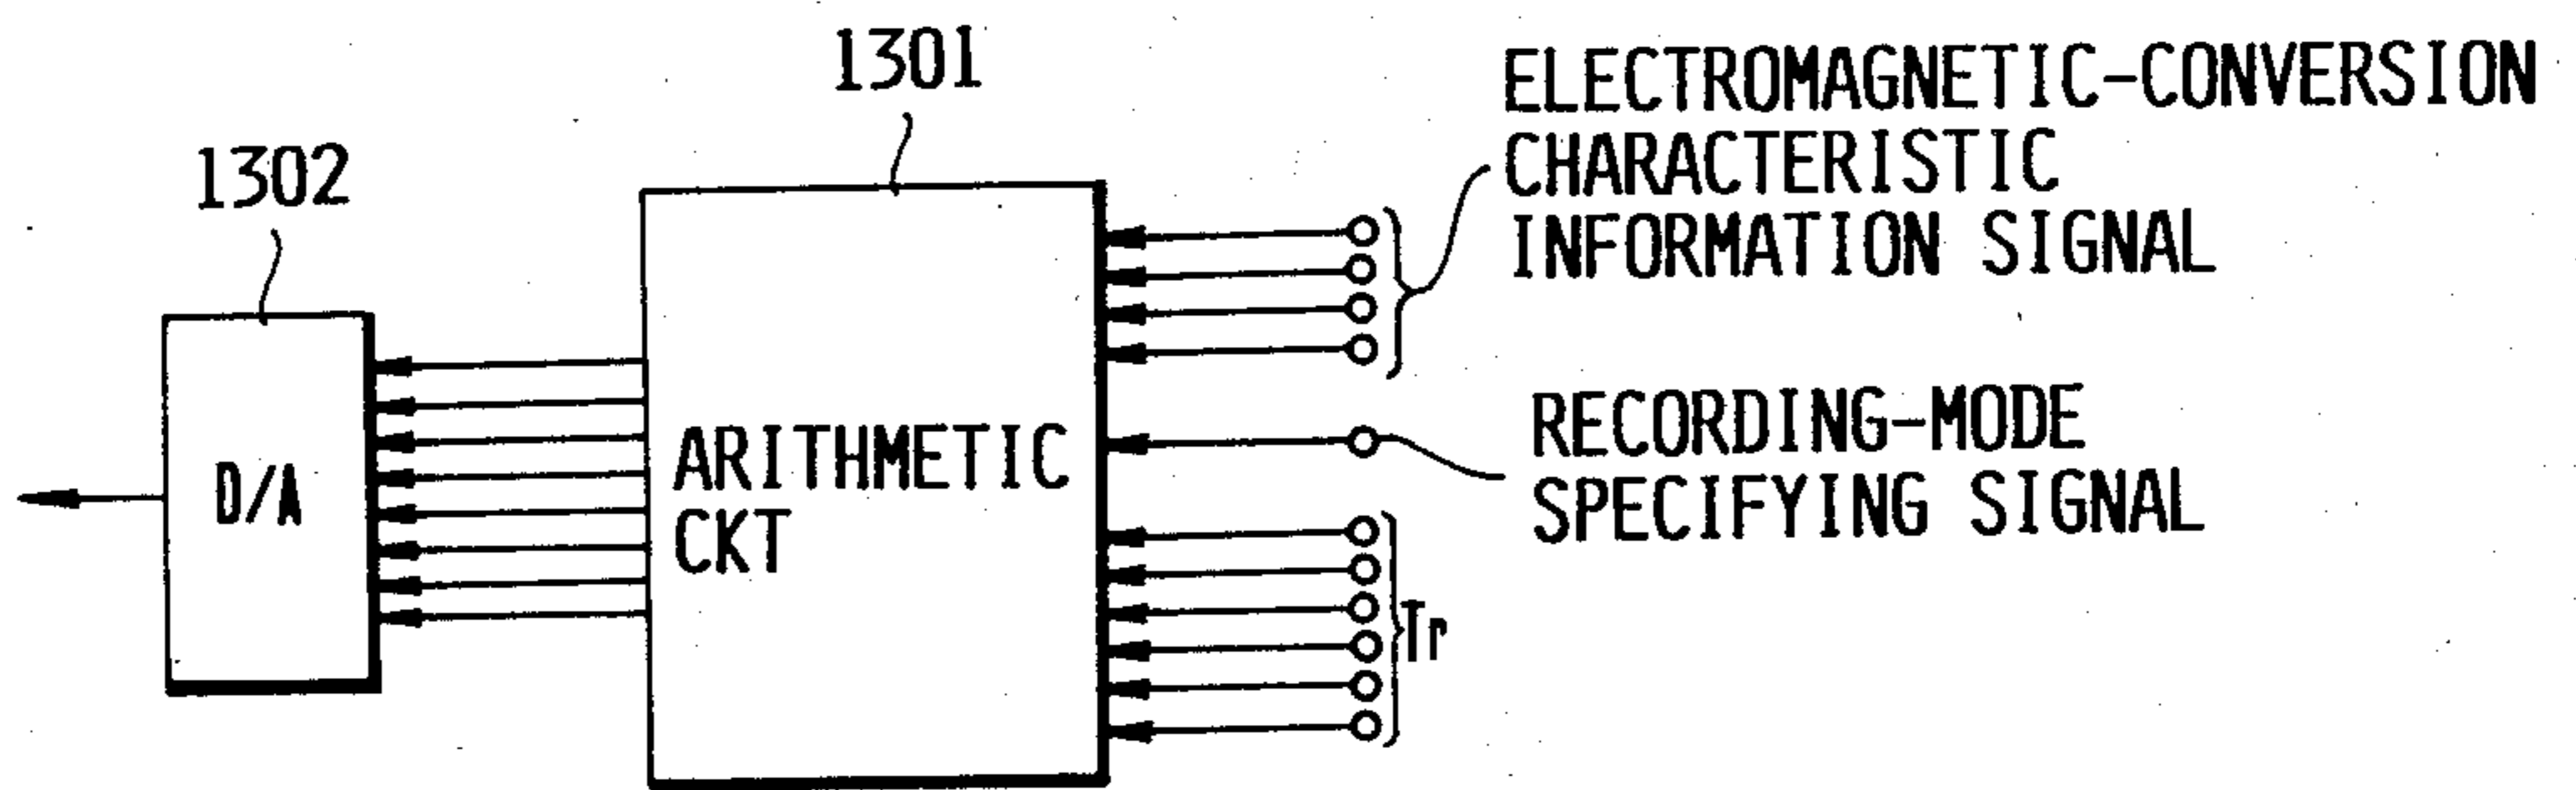 1301
1302
ELECTROMAGNETIC-CONVERSION
CHARACTERISTIC
INFORMATION SIGNAL
RECORDING-MODE
SPECIFYING SIGNAL
ARITHMETIC
CKT
D/A
Tr